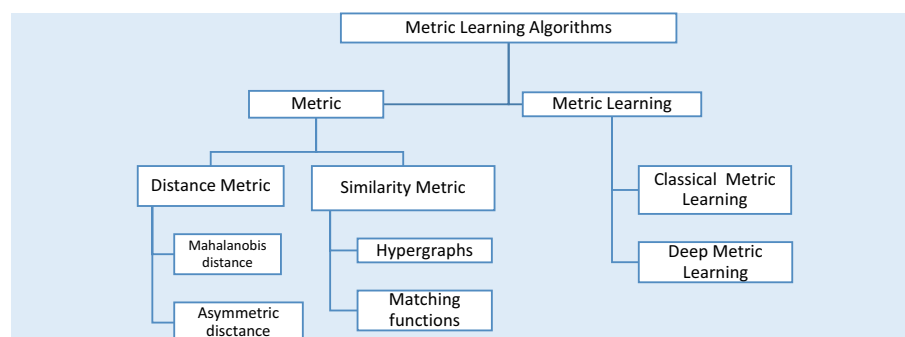 Metric Learning Algorithms
Metric
Metric Learning
Distance Metric
Similarity Metric
Classical Metric
Learning
Mahalanobis
distance
Hypergraphs
Deep Metric
Learning
Asymmetric
disctance
Matching
functions